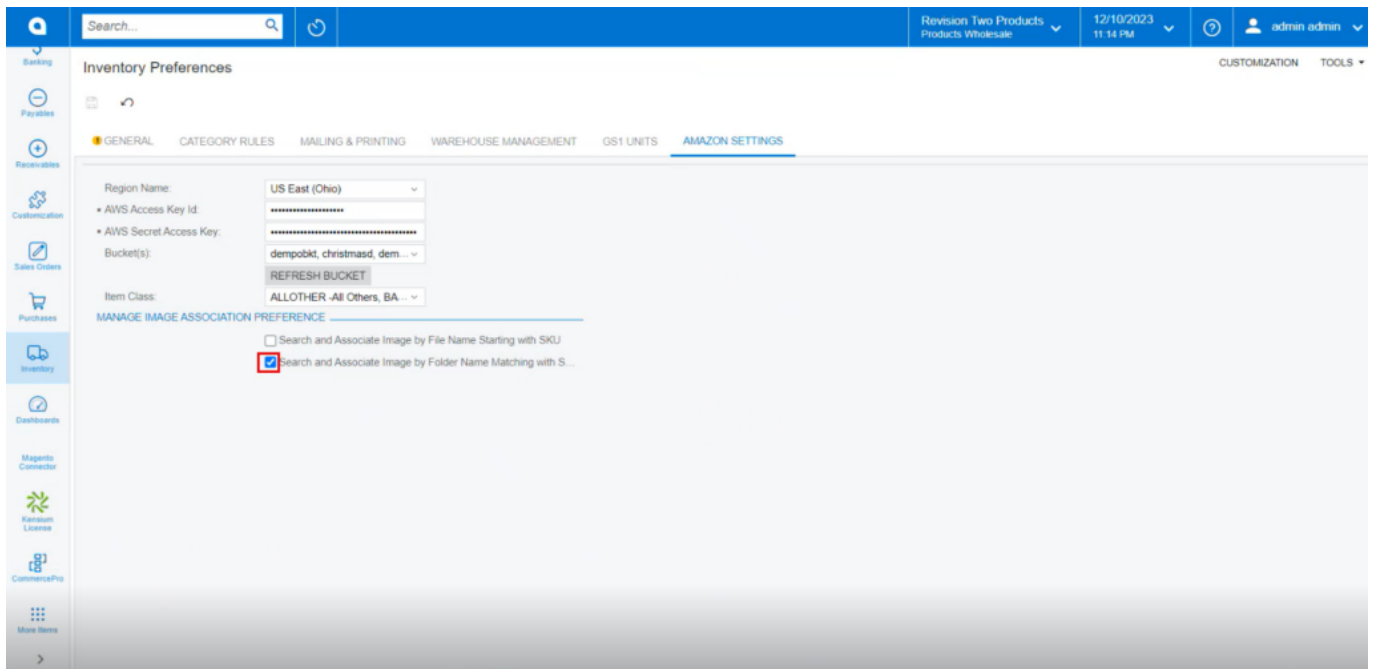 Search...
Revision Two Products
Products Wholesale
12/10/2023
11:14 PM
admin admin
Banking
Payables
Receivables
Customization
Sales Orders
Purchases
Inventory
Dashboards
Magento
Connector
Kensium
License
CommercePro
More Items
Inventory Preferences
CUSTOMIZATION TOOLS
GENERAL CATEGORY RULES MAILING & PRINTING WAREHOUSE MANAGEMENT GS1 UNITS AMAZON SETTINGS
Region Name: US East (Ohio)
• AWS Access Key Id:
• AWS Secret Access Key:
Bucket(s): dempobkt, christmasd, dem...
REFRESH BUCKET
Item Class: ALLOTHER -All Others, BA...
MANAGE IMAGE ASSOCIATION PREFERENCE
Search and Associate Image by File Name Starting with SKU
Search and Associate Image by Folder Name Matching with S...